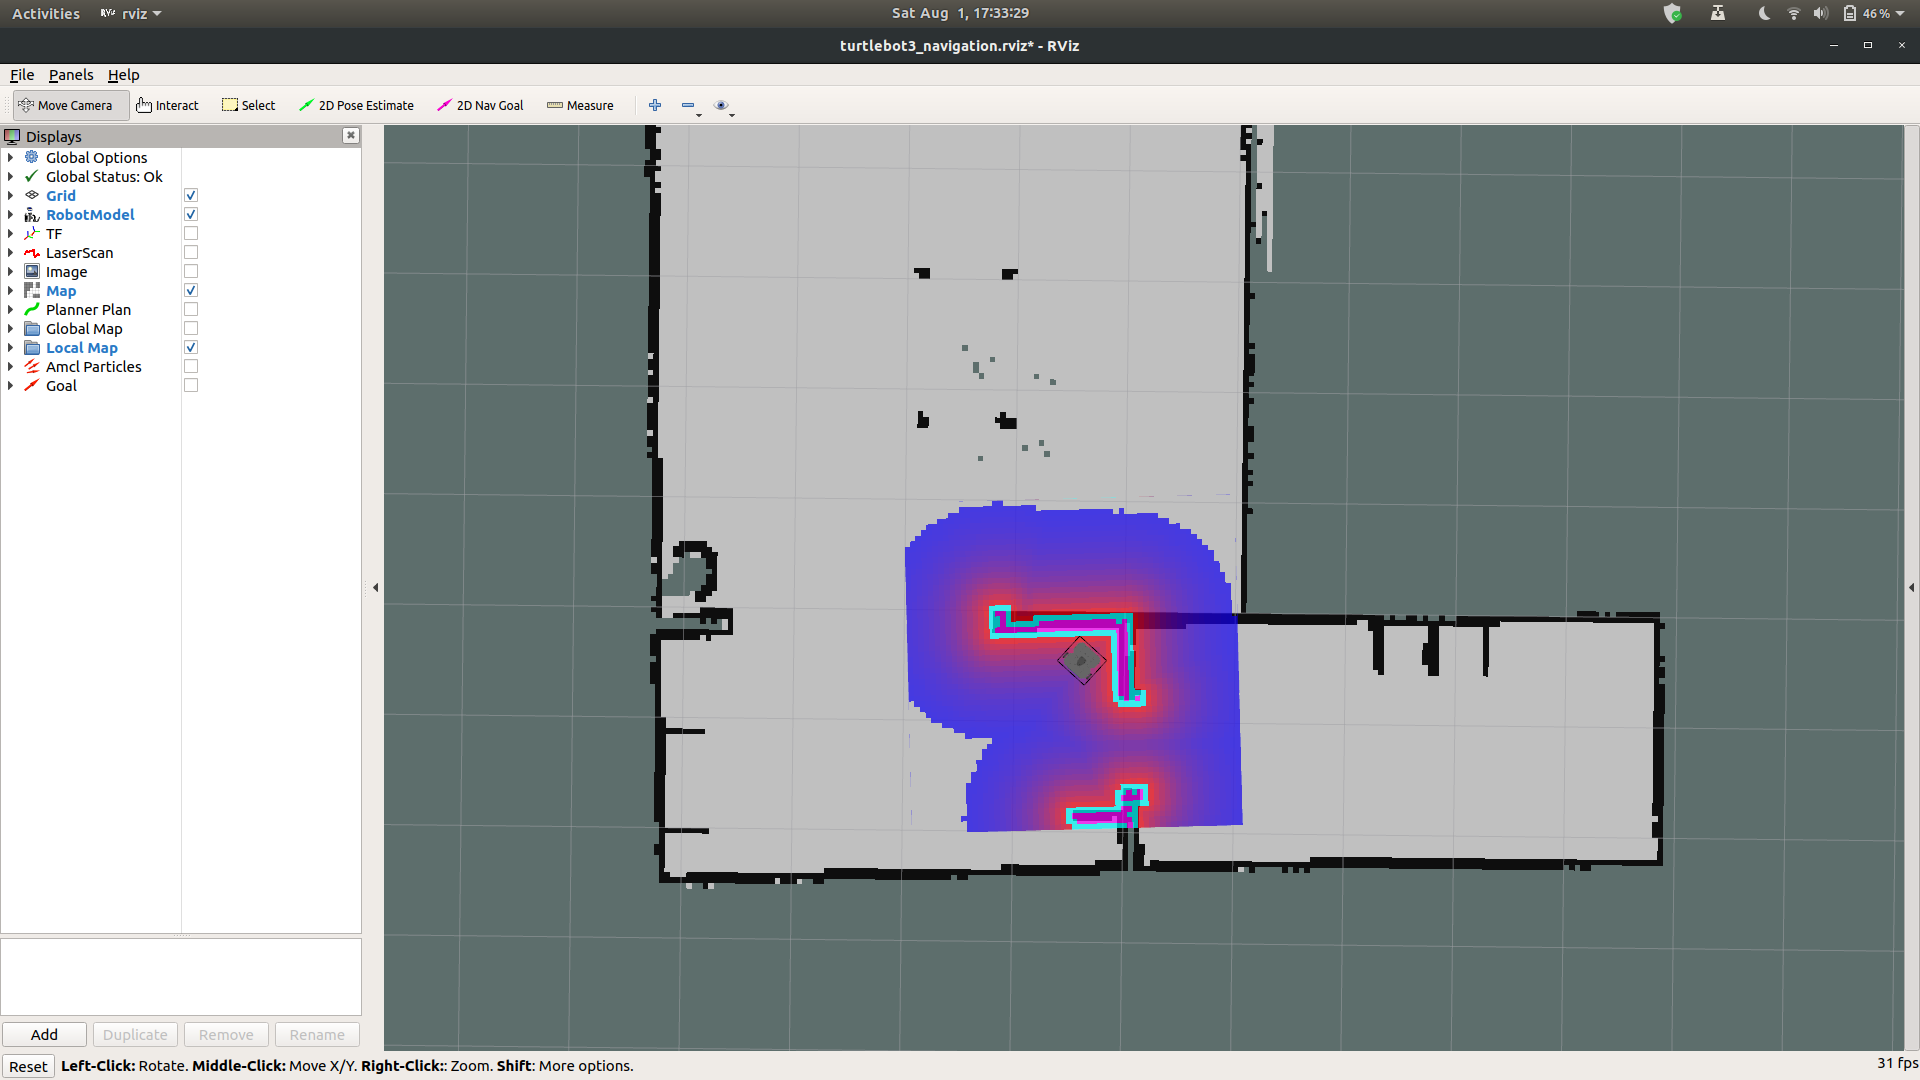 Activities rviz Sat Aug 1, 17:33:29 46%
turtlebot3_navigation.rviz* - RViz
File Panels Help
Move Camera Interact Select 2D Pose Estimate 2D Nav Goal Measure
Displays
Global Options
Global Status: Ok
Grid
RobotModel
TF
LaserScan
Image
Map
Planner Plan
Global Map
Local Map
Amcl Particles
Goal
Add Duplicate Remove Rename
Reset Left-Click: Rotate. Middle-Click: Move X/Y. Right-Click:: Zoom. Shift: More options. 31 fps